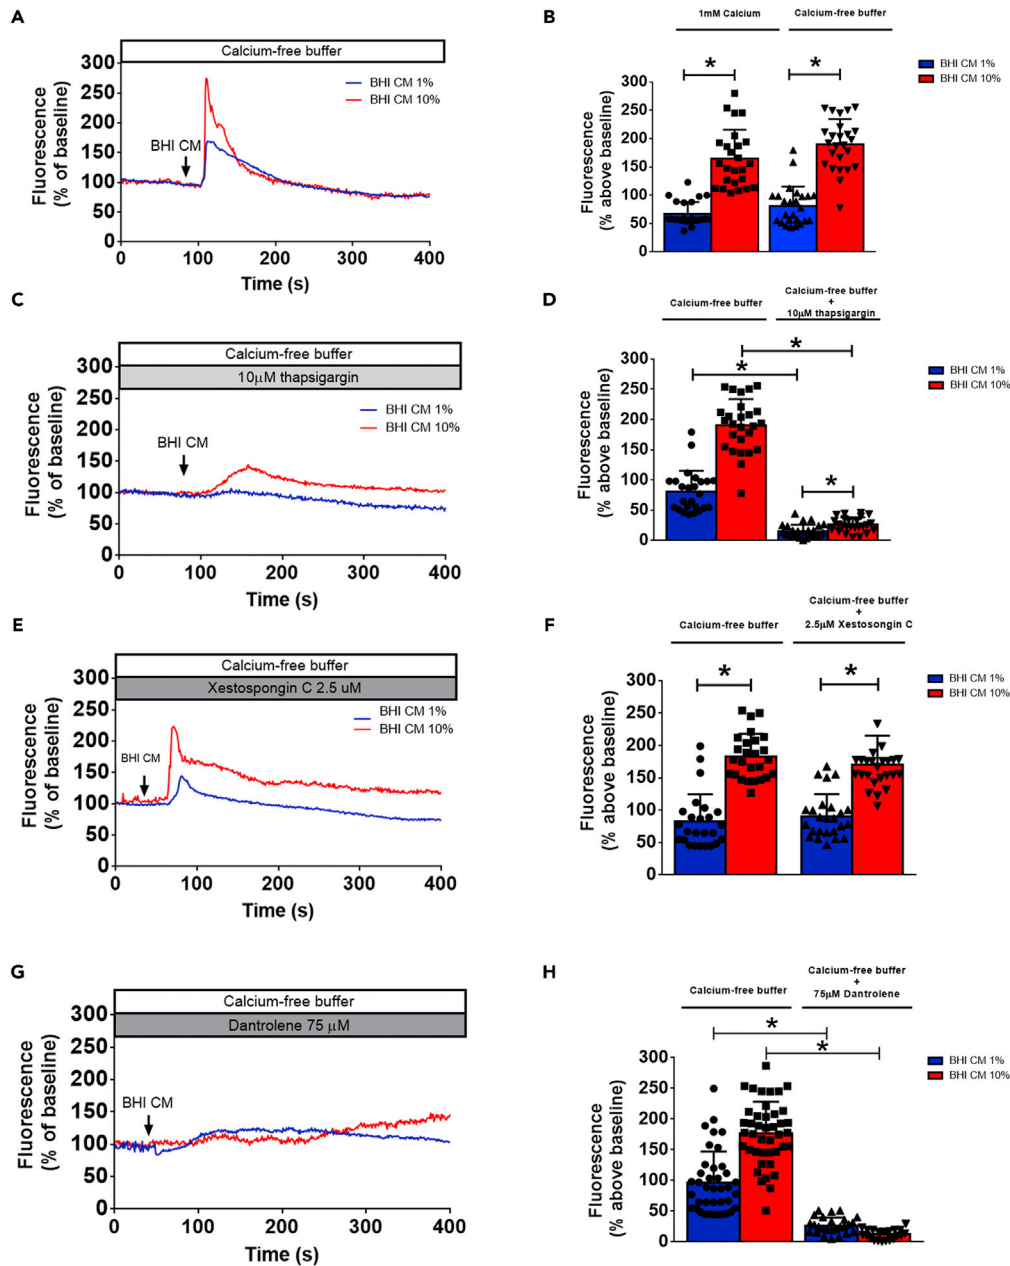 A
Calcium-free buffer
300
250
200
150
100
50
0
Fluorescence
(% of baseline)
BHI CM 1%
BHI CM 10%
BHI CM
0 100 200 300 400
Time (s)
B
1mM Calcium Calcium-free buffer
* *
BHI CM 1%
BHI CM 10%
300
250
200
150
100
50
0
Fluorescence
(% above baseline)
C
Calcium-free buffer
10µM thapsigargin
300
250
200
150
100
50
0
Fluorescence
(% of baseline)
BHI CM 1%
BHI CM 10%
BHI CM
0 100 200 300 400
Time (s)
D
Calcium-free buffer
Calcium-free buffer
+
10µM thapsigargin
*
*
*
BHI CM 1%
BHI CM 10%
300
250
200
150
100
50
0
Fluorescence
(% above baseline)
E
Calcium-free buffer
Xestospongin C 2.5 uM
300
250
200
150
100
50
0
Fluorescence
(% of baseline)
BHI CM 1%
BHI CM 10%
BHI CM
0 100 200 300 400
Time (s)
F
Calcium-free buffer
Calcium-free buffer
+
2.5µM Xestosongin C
* *
BHI CM 1%
BHI CM 10%
300
250
200
150
100
50
0
Fluorescence
(% above baseline)
G
Calcium-free buffer
Dantrolene 75 µM
300
250
200
150
100
50
0
Fluorescence
(% of baseline)
BHI CM
0 100 200 300 400
Time (s)
H
Calcium-free buffer
Calcium-free buffer
+
75µM Dantrolene
*
*
BHI CM 1%
BHI CM 10%
300
250
200
150
100
50
0
Fluorescence
(% above baseline)